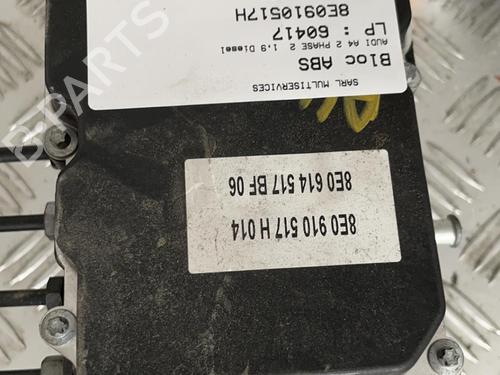 SARL MULTISERVICES
Bloc ABS
AUDI A4 2 PHASE 2 1.9 Diesel
LP : 60417
8E0910517H
8E0 910 517 H 014
8E0 614 517 BF 06